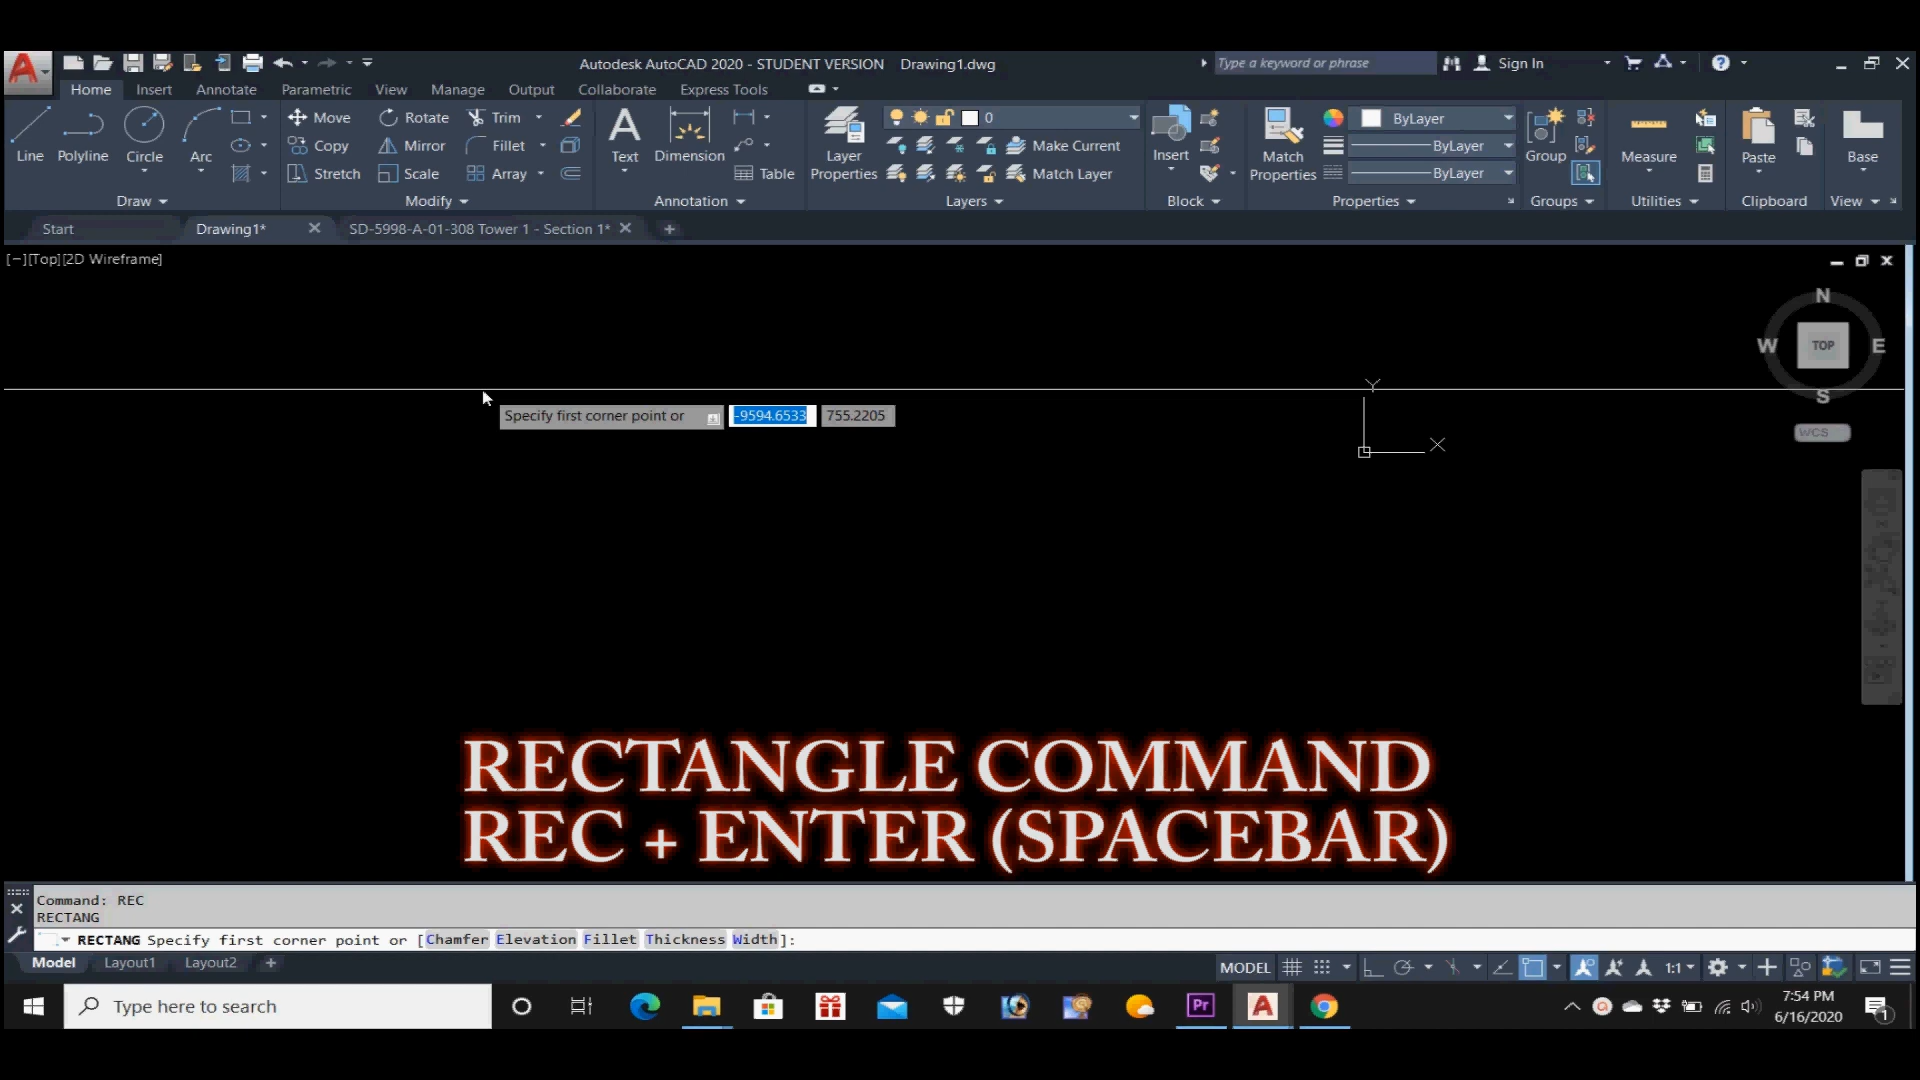 Autodesk AutoCAD 2020 - STUDENT VERSION Drawing1.dwg
Type a keyword or phrase
Sign In
Home Insert Annotate Parametric View Manage Output Collaborate Express Tools
Line Polyline Circle Arc
Move Rotate Trim
Copy Mirror Fillet
Stretch Scale Array
Text Dimension Table
Layer Properties
0
Make Current
Match Layer
Insert
Match Properties
ByLayer
ByLayer
ByLayer
Group
Measure
Paste
Base
Draw Modify Annotation Layers Block Properties Groups Utilities Clipboard View
Start Drawing1* SD-5998-A-01-308 Tower 1 - Section 1*
[−][Top][2D Wireframe]
N
W TOP E
S
WCS
Y
X
Specify first corner point or -9594.6533 755.2205
RECTANGLE COMMAND
REC + ENTER (SPACEBAR)
Command: REC
RECTANG
RECTANG Specify first corner point or [Chamfer Elevation Fillet Thickness Width]:
Model Layout1 Layout2 +
MODEL 1:1
Type here to search
Pr
A
7:54 PM
6/16/2020
1